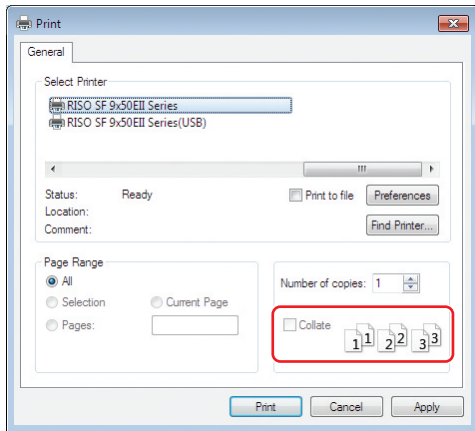 Print
General
Select Printer
RISO SF 9x50EII Series
RISO SF 9x50EII Series(USB)
Status: Ready
Print to file
Preferences
Location:
Comment:
Find Printer...
Page Range
All
Selection
Current Page
Pages:
Number of copies: 1
Collate
1 1 2 2 3 3
Print
Cancel
Apply